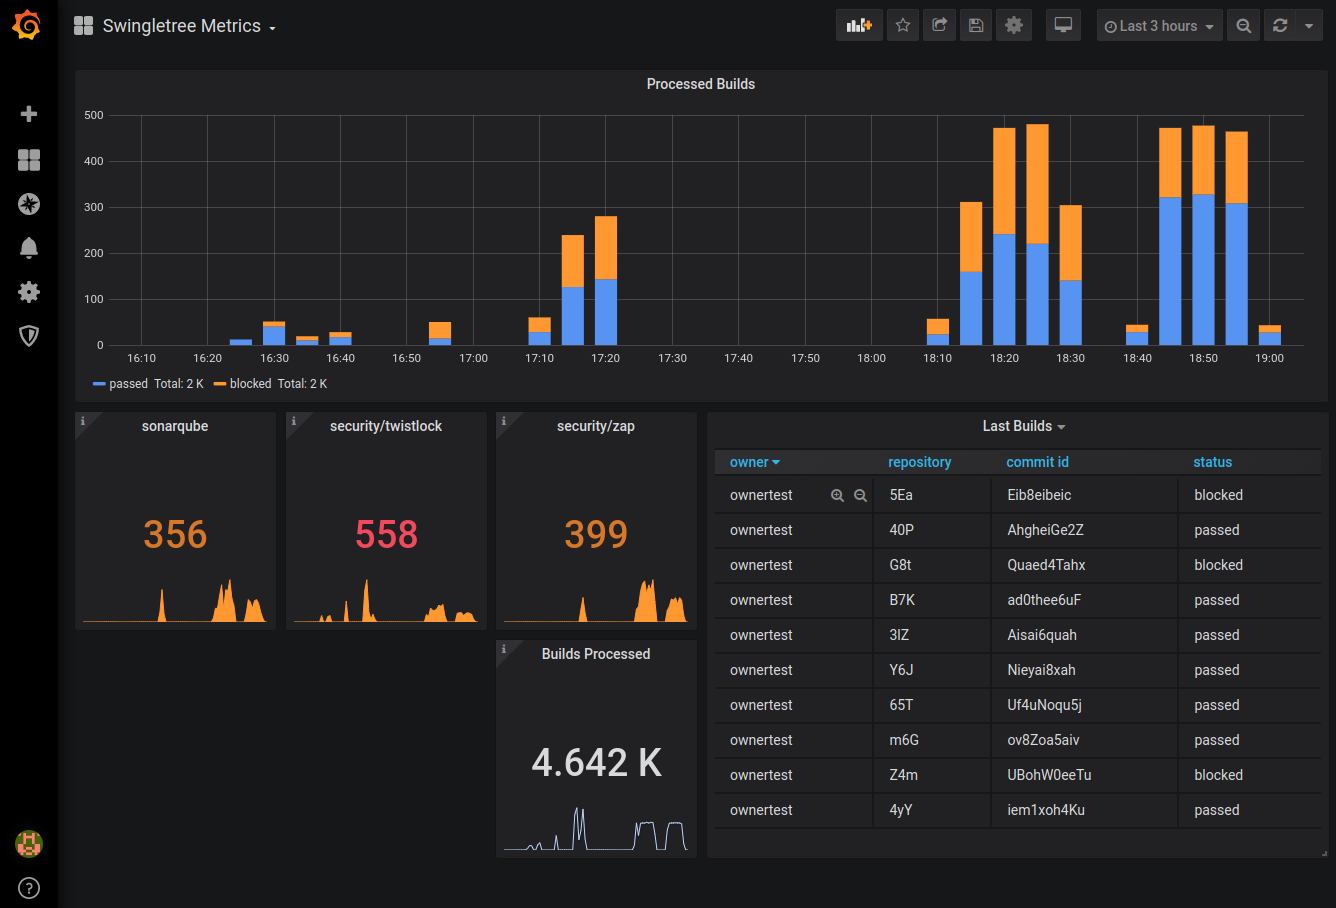 Swingletree Metrics
Last 3 hours
Processed Builds
500
400
300
200
100
0
16:10 16:20 16:30 16:40 16:50 17:00 17:10 17:20 17:30 17:40 17:50 18:00 18:10 18:20 18:30 18:40 18:50 19:00
passed Total: 2 K blocked Total: 2 K
i sonarqube
356
i security/twistlock
558
i security/zap
399
i Builds Processed
4.642 K
Last Builds
owner repository commit id status
ownertest 5Ea Eib8eibeic blocked
ownertest 40P AhgheiGe2Z passed
ownertest G8t Quaed4Tahx blocked
ownertest B7K ad0thee6uF passed
ownertest 3IZ Aisai6quah passed
ownertest Y6J Nieyai8xah passed
ownertest 65T Uf4uNoqu5j passed
ownertest m6G ov8Zoa5aiv passed
ownertest Z4m UBohW0eeTu blocked
ownertest 4yY iem1xoh4Ku passed
?